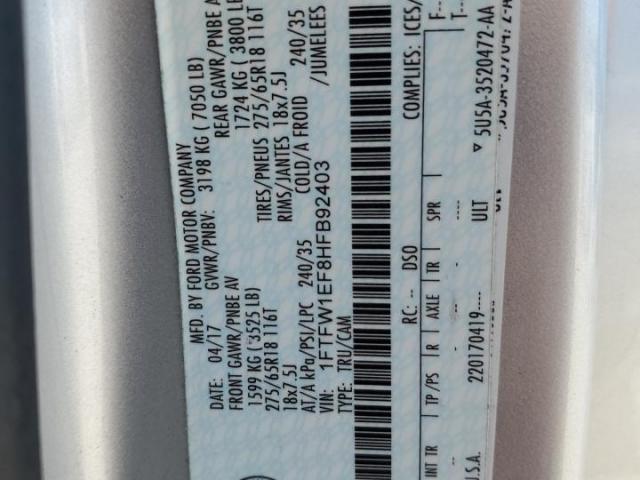 MFD. BY FORD MOTOR COMPANY
DATE: 04/17 GVWR/PNBV: 3198 KG ( 7050 LB)
FRONT GAWR/PNBE AV REAR GAWR/PNBE A
1599 KG ( 3525 LB) 1724 KG ( 3800 LB
275/65R18 116T TIRES/PNEUS 275/65R18 116T
18x7.5J RIMS/JANTES 18x7.5J
AT/A kPa/PSI/LPC 240/35 COLD/A FROID 240/35
VIN: 1FTFW1EF8HFB92403 /JUMELEES
TYPE: TRU/CAM
RC: -- DSO COMPLIES: ICES/
INT TR TP/PS R AXLE TR SPR F--
T--
220170419---- ULT
U.S.A. ▿ 5U5A-3520472-AA